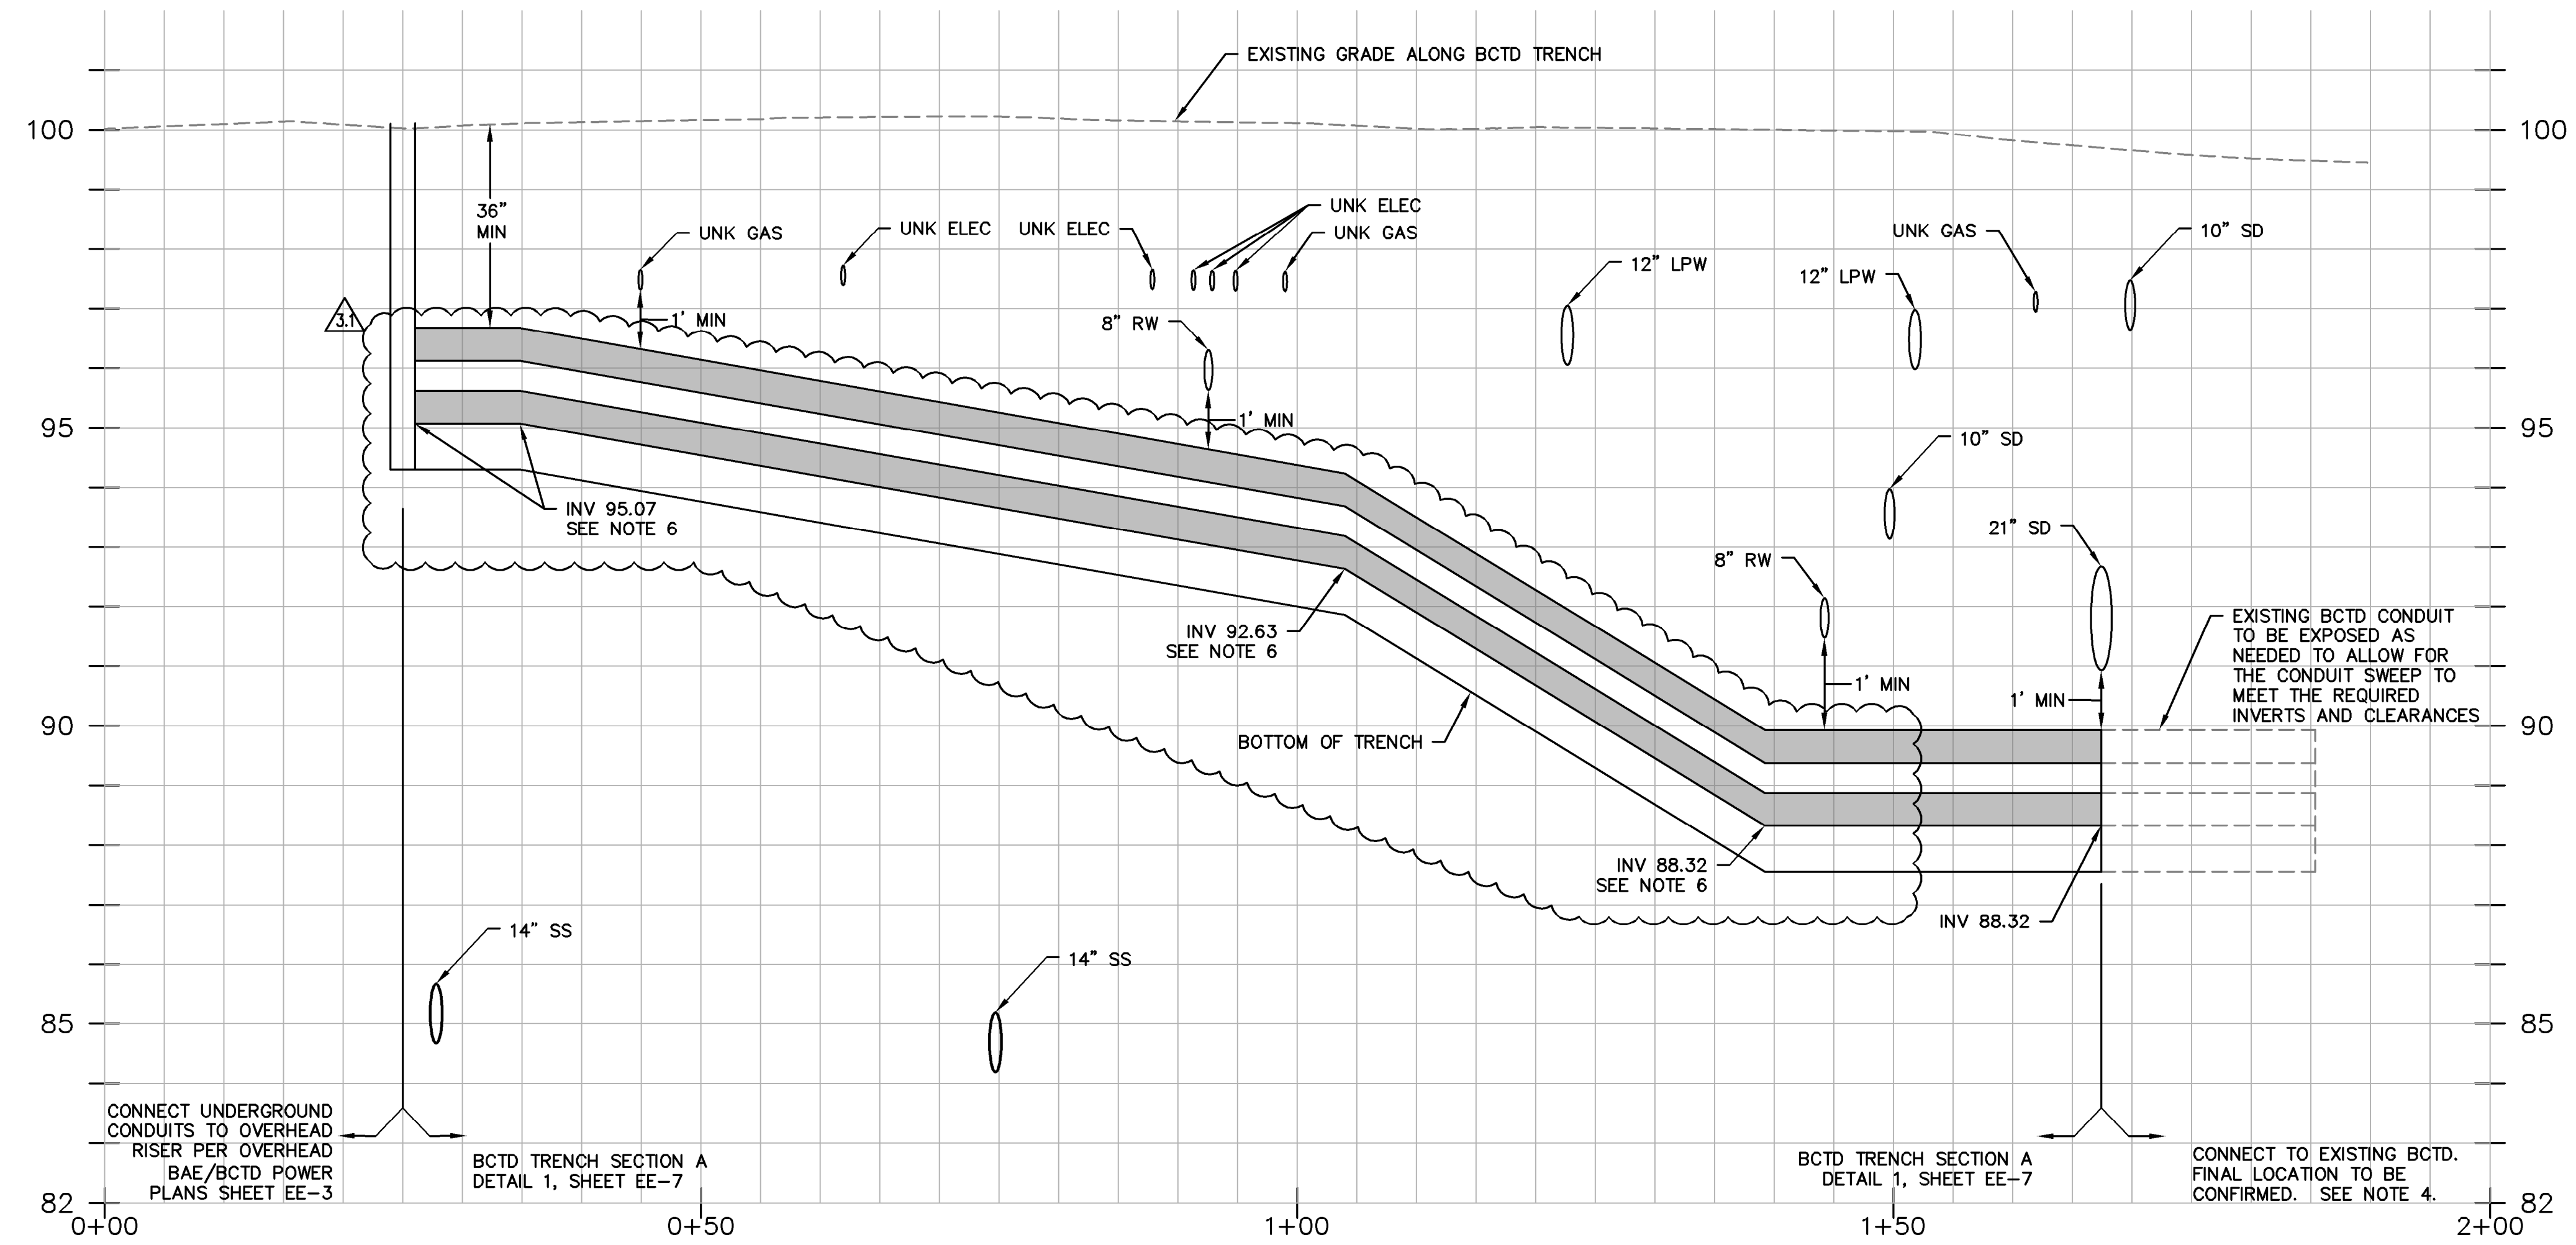 EXISTING GRADE ALONG BCTD TRENCH
100
100
36"
MIN
UNK GAS
UNK ELEC
UNK ELEC
UNK ELEC
UNK GAS
12" LPW
12" LPW
UNK GAS
10" SD
3.1
1' MIN
8" RW
1' MIN
95
95
10" SD
INV 95.07
SEE NOTE 6
21" SD
8" RW
INV 92.63
SEE NOTE 6
EXISTING BCTD CONDUIT
TO BE EXPOSED AS
NEEDED TO ALLOW FOR
THE CONDUIT SWEEP TO
MEET THE REQUIRED
INVERTS AND CLEARANCES
1' MIN
1' MIN
90
90
BOTTOM OF TRENCH
INV 88.32
SEE NOTE 6
INV 88.32
14" SS
14" SS
85
85
CONNECT UNDERGROUND
CONDUITS TO OVERHEAD
RISER PER OVERHEAD
BAE/BCTD POWER
PLANS SHEET EE-3
BCTD TRENCH SECTION A
DETAIL 1, SHEET EE-7
BCTD TRENCH SECTION A
DETAIL 1, SHEET EE-7
CONNECT TO EXISTING BCTD.
FINAL LOCATION TO BE
CONFIRMED. SEE NOTE 4.
82
82
0+00
0+50
1+00
1+50
2+00